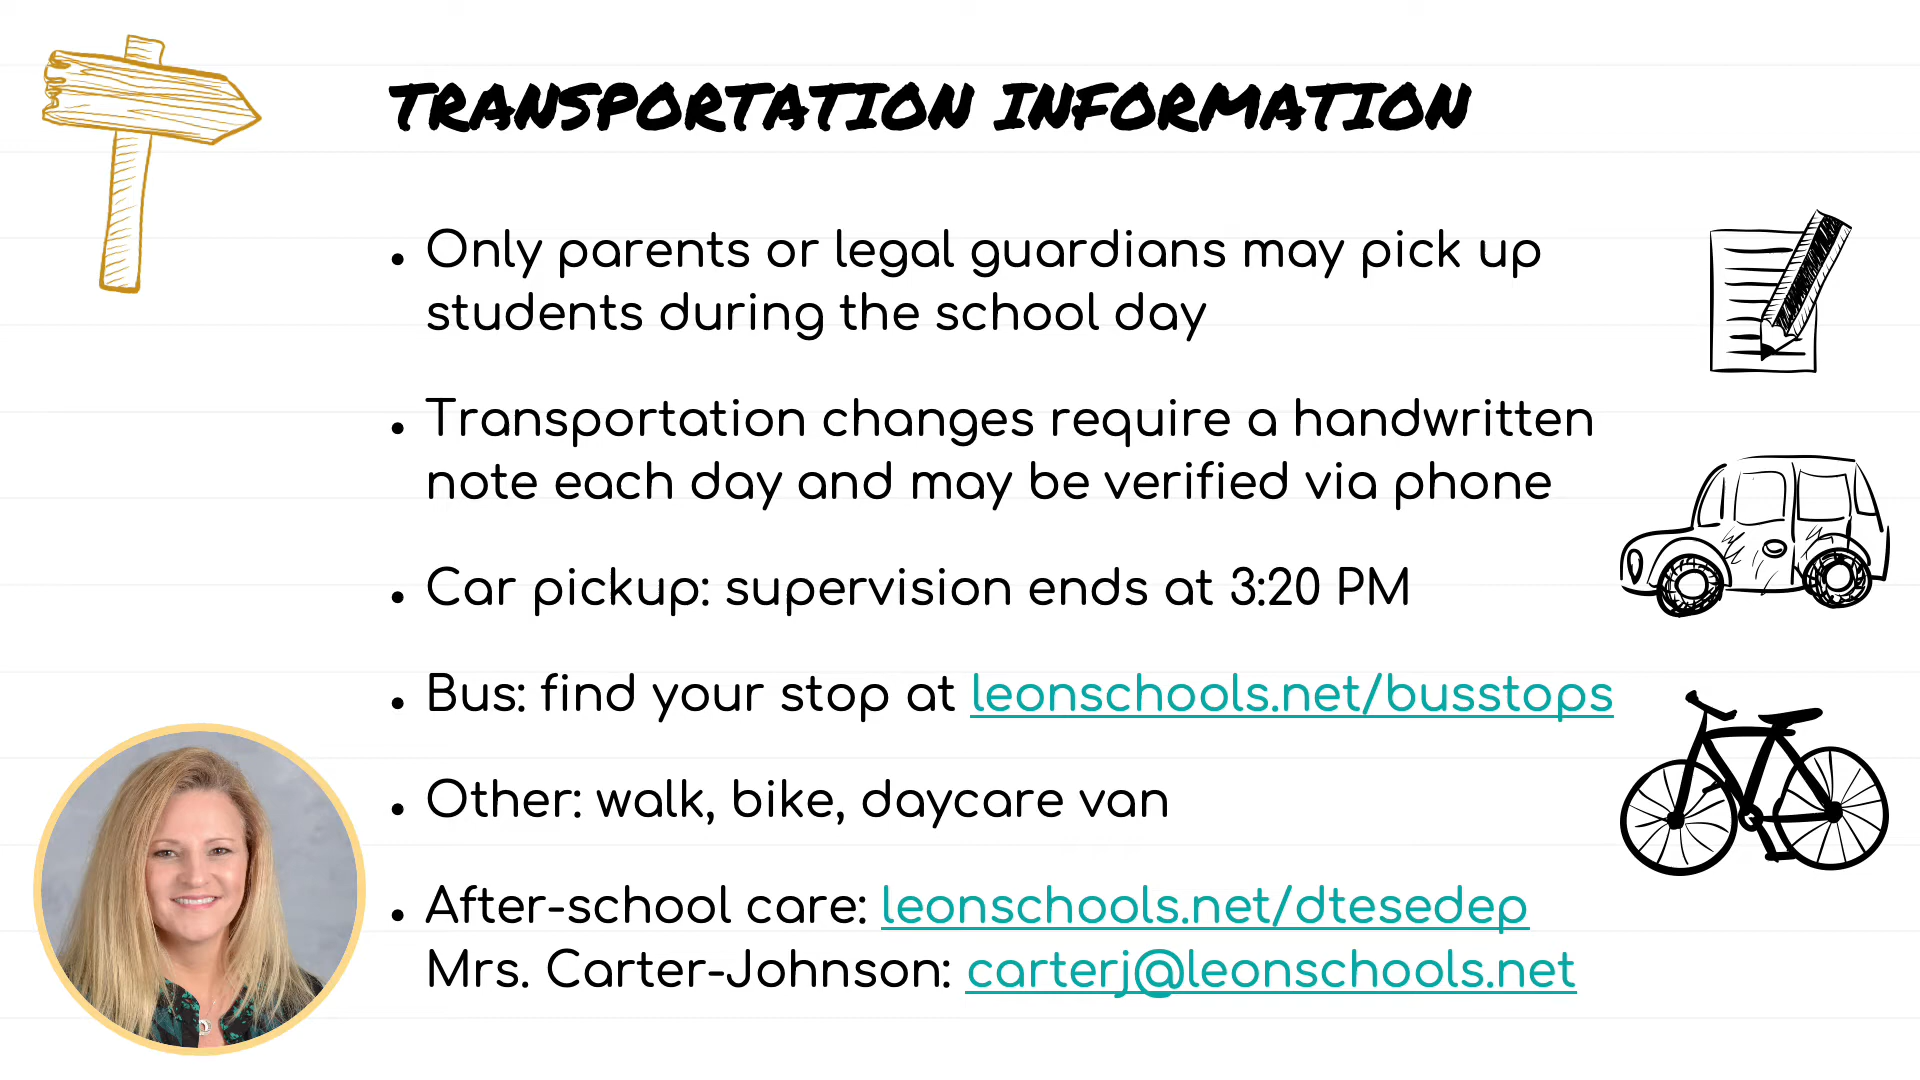 TRANSPORTATION INFORMATION
• Only parents or legal guardians may pick up
students during the school day
• Transportation changes require a handwritten
note each day and may be verified via phone
• Car pickup: supervision ends at 3:20 PM
• Bus: find your stop at leonschools.net/busstops
• Other: walk, bike, daycare van
• After-school care: leonschools.net/dtesedep
Mrs. Carter-Johnson: carterj@leonschools.net